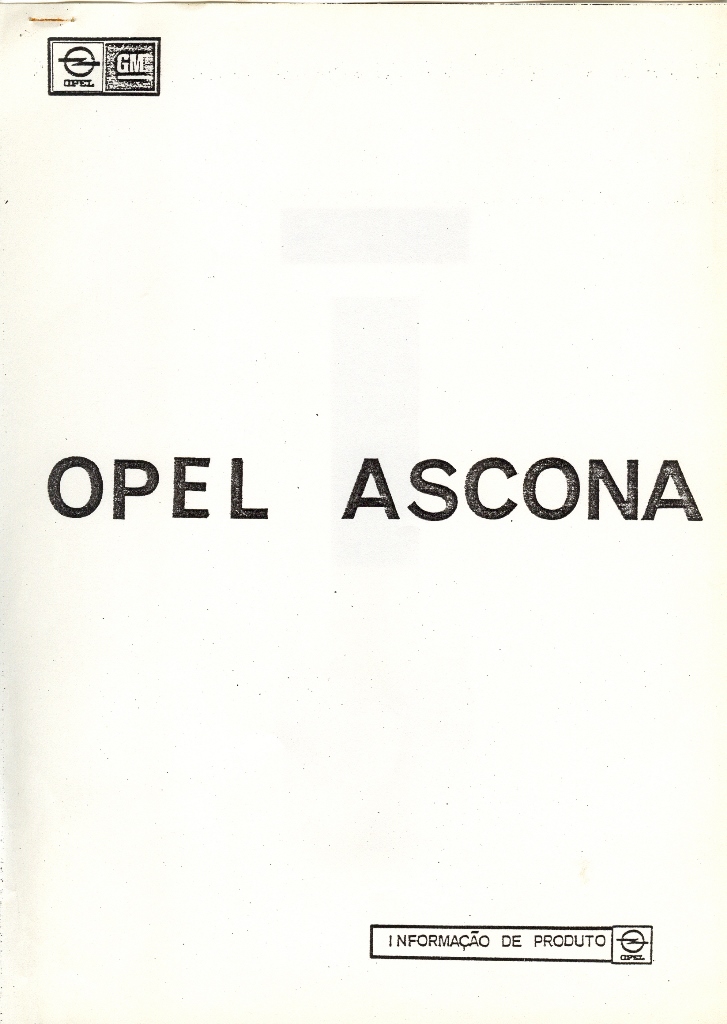 OPEL GM
OPEL ASCONA
INFORMAÇÃO DE PRODUTO OPEL